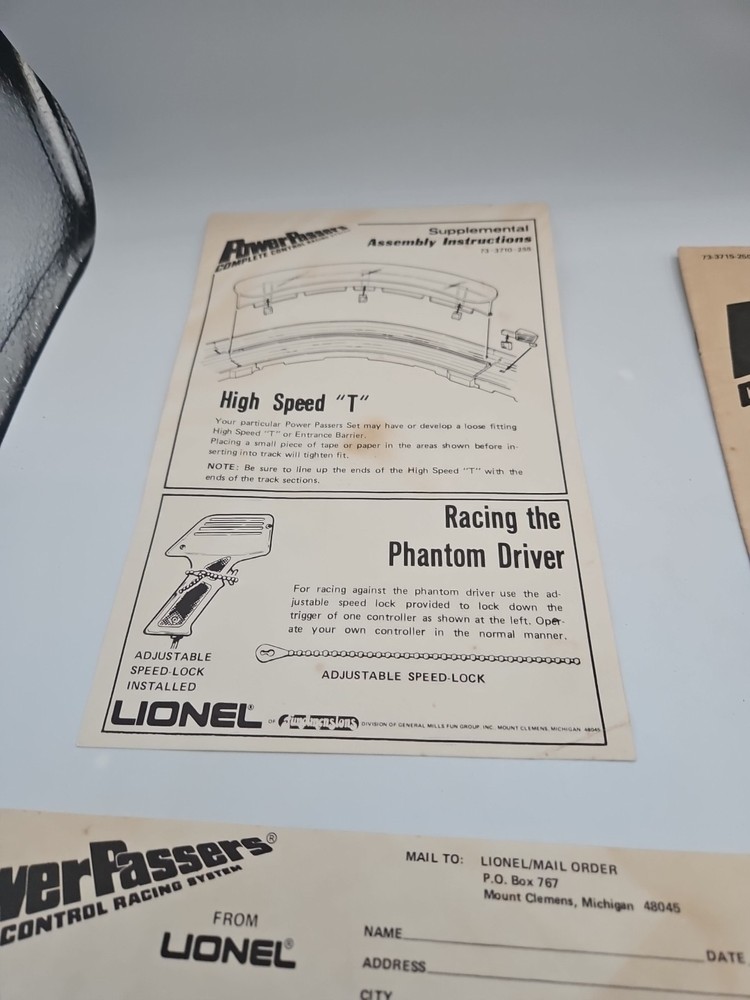 Power Passers
COMPLETE CONTROL RACING
Supplemental
Assembly Instructions
73-3710-250
High Speed "T"
Your particular Power Passers Set may have or develop a loose fitting
High Speed "T" or Entrance Barrier.
Placing a small piece of tape or paper in the areas shown before in-
serting into track will tighten fit.
NOTE: Be sure to line up the ends of the High Speed "T" with the
ends of the track sections.
Racing the
Phantom Driver
For racing against the phantom driver use the ad-
justable speed lock provided to lock down the
trigger of one controller as shown at the left. Oper-
ate your own controller in the normal manner.
ADJUSTABLE
SPEED-LOCK
INSTALLED
ADJUSTABLE SPEED-LOCK
LIONEL® OF fundimensions DIVISION OF GENERAL MILLS FUN GROUP, INC., MOUNT CLEMENS, MICHIGAN 48045
73-3715-250
werPassers®
CONTROL RACING SYSTEM
FROM
LIONEL®
MAIL TO: LIONEL/MAIL ORDER
P.O. Box 767
Mount Clemens, Michigan 48045
NAME
DATE
ADDRESS
CITY